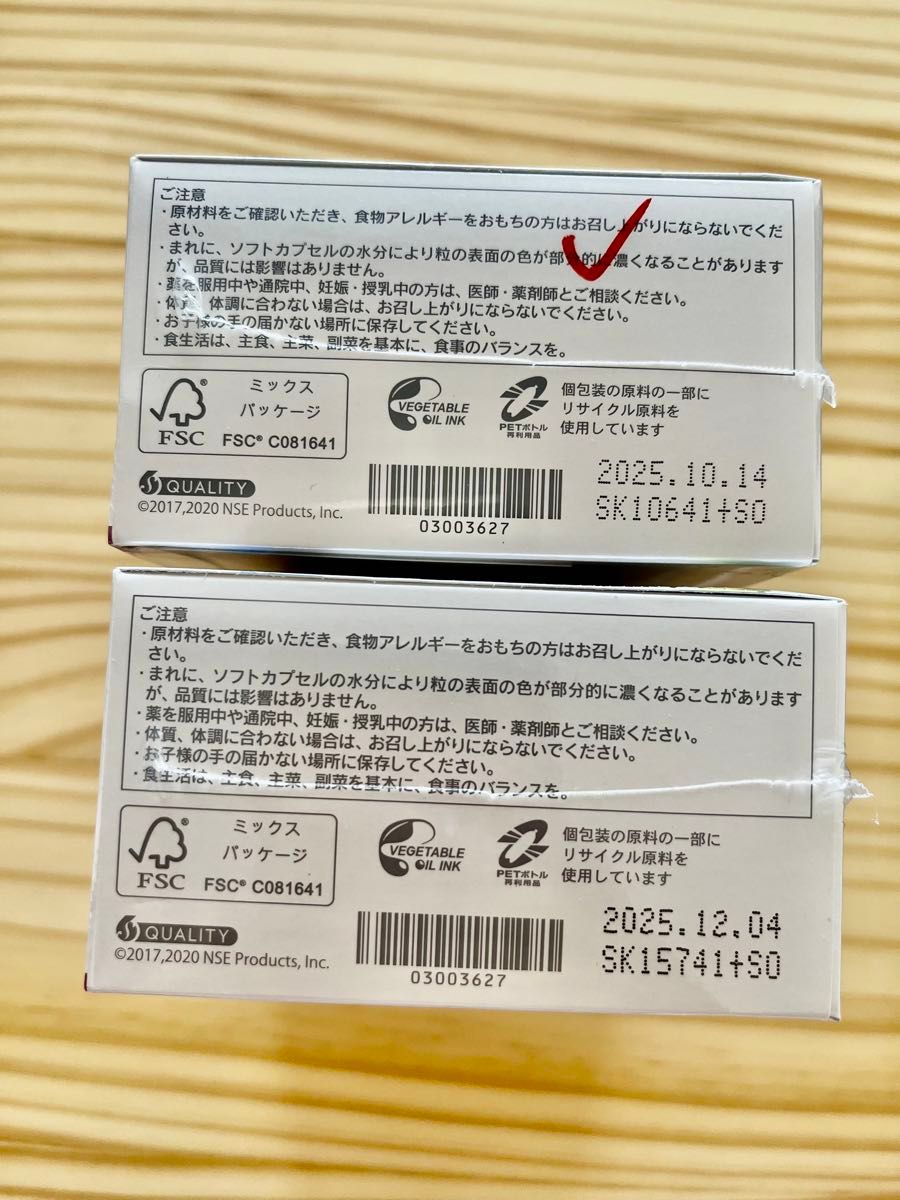 ご注意
・原材料をご確認いただき、食物アレルギーをおもちの方はお召し上がりにならないでくだ
さい。
・まれに、ソフトカプセルの水分により粒の表面の色が部分的に濃くなることがあります
が、品質には影響はありません。
・薬を服用中や通院中、妊娠・授乳中の方は、医師・薬剤師とご相談ください。
・体質、体調に合わない場合は、お召し上がりにならないでください。
・お子様の手の届かない場所に保存してください。
・食生活は、主食、主菜、副菜を基本に、食事のバランスを。
FSC
ミックス
パッケージ
FSC® C081641
VEGETABLE
OIL INK
PETボトル
再利用品
個包装の原料の一部に
リサイクル原料を
使用しています
QUALITY
©2017,2020 NSE Products, Inc.
03003627
2025.10.14
SK10641+SO
ご注意
・原材料をご確認いただき、食物アレルギーをおもちの方はお召し上がりにならないでくだ
さい。
・まれに、ソフトカプセルの水分により粒の表面の色が部分的に濃くなることがあります
が、品質には影響はありません。
・薬を服用中や通院中、妊娠・授乳中の方は、医師・薬剤師とご相談ください。
・体質、体調に合わない場合は、お召し上がりにならないでください。
・お子様の手の届かない場所に保存してください。
・食生活は、主食、主菜、副菜を基本に、食事のバランスを。
FSC
ミックス
パッケージ
FSC® C081641
VEGETABLE
OIL INK
PETボトル
再利用品
個包装の原料の一部に
リサイクル原料を
使用しています
QUALITY
©2017,2020 NSE Products, Inc.
03003627
2025.12.04
SK15741+SO